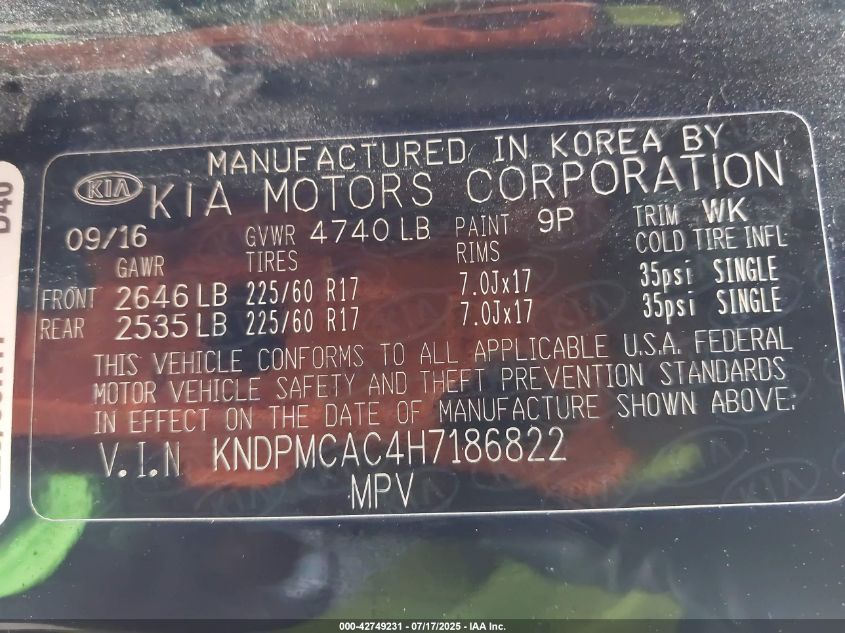 MANUFACTURED IN KOREA BY
KIA KIA MOTORS CORPORATION
09/16 GVWR 4740 LB PAINT 9P TRIM WK
GAWR TIRES RIMS COLD TIRE INFL
FRONT 2646 LB 225/60 R17 7.0Jx17 35psi SINGLE
REAR 2535 LB 225/60 R17 7.0Jx17 35psi SINGLE
THIS VEHICLE CONFORMS TO ALL APPLICABLE U.S.A. FEDERAL
MOTOR VEHICLE SAFETY AND THEFT PREVENTION STANDARDS
IN EFFECT ON THE DATE OF MANUFACTURE SHOWN ABOVE.
V.I.N KNDPMCAC4H7186822
MPV
D40
000-42749231 - 07/17/2025 - IAA Inc.